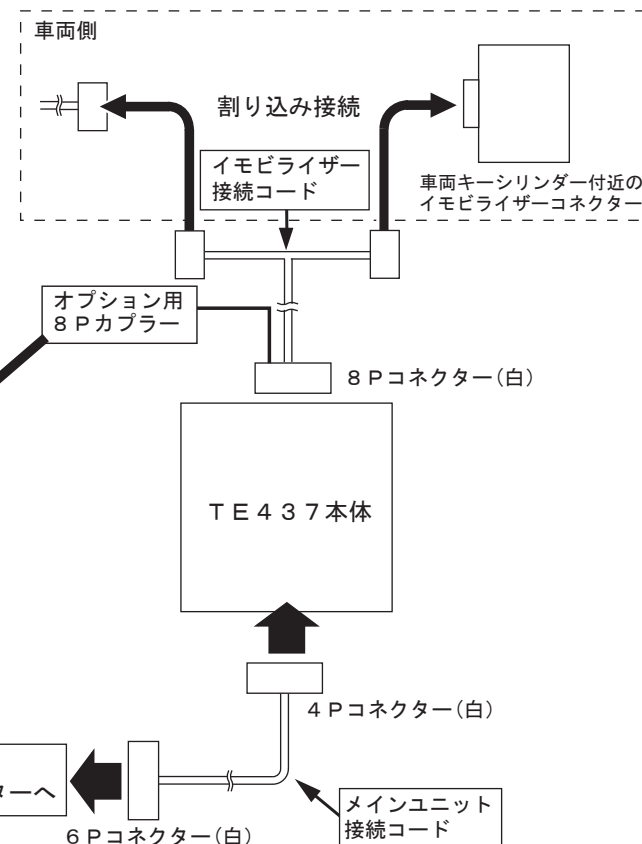 車両側
割り込み接続
イモビライザー
接続コード
車両キーシリンダー付近の
イモビライザーコネクター
オプション用
８Ｐカプラー
８Ｐコネクター(白)
ＴＥ４３７本体
４Ｐコネクター(白)
ターへ
６Ｐコネクター(白)
メインユニット
接続コード